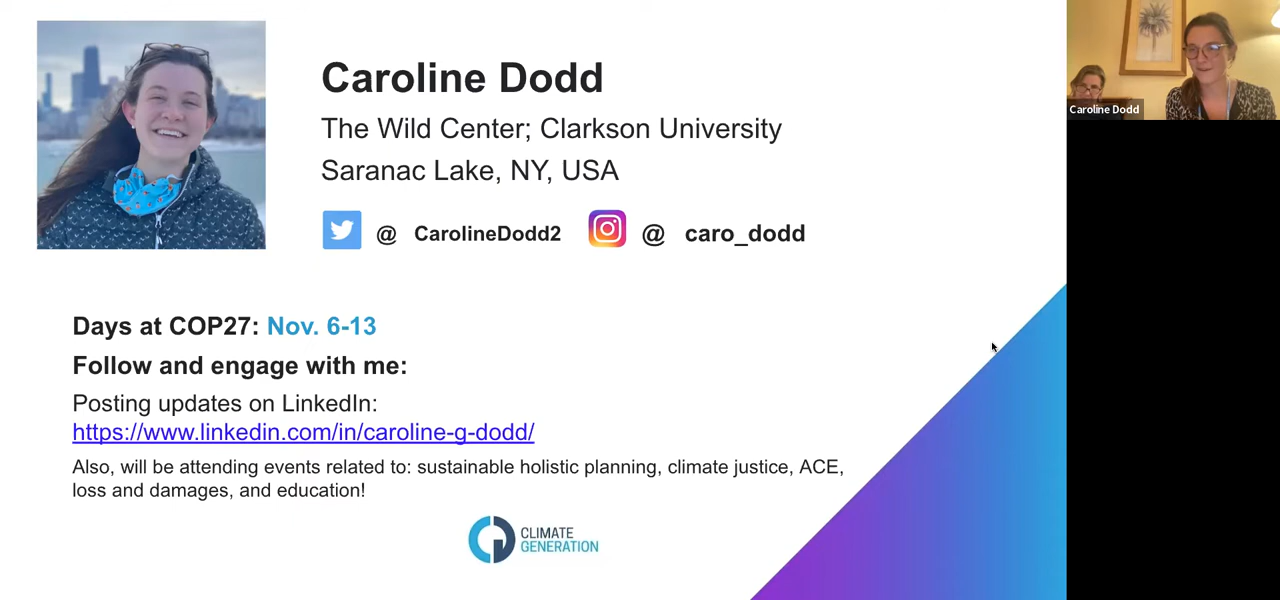 Caroline Dodd
The Wild Center; Clarkson University
Saranac Lake, NY, USA
@ CarolineDodd2 @ caro_dodd
Days at COP27: Nov. 6-13
Follow and engage with me:
Posting updates on LinkedIn:
https://www.linkedin.com/in/caroline-g-dodd/
Also, will be attending events related to: sustainable holistic planning, climate justice, ACE,
loss and damages, and education!
CLIMATE
GENERATION
Caroline Dodd